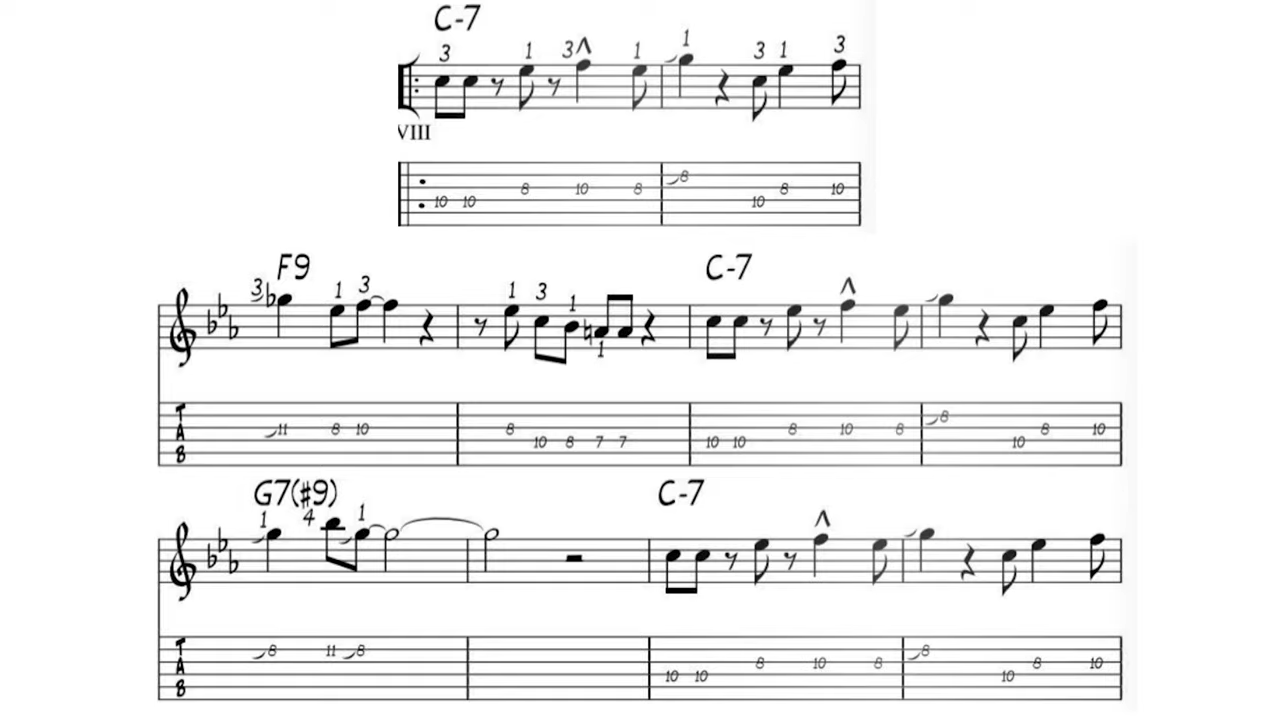 C-7
3 1 3 1 1 3 1 3
VIII
10 10 8 10 8 8 10 8 10
F9 C-7
3 1 3 1 3 1
1
T A B 11 8 10 8 10 8 7 7 10 10 8 10 8 8 10 8 10
G7(#9) C-7
1 4 1
T A B 8 11 8 10 10 8 10 8 8 10 8 10